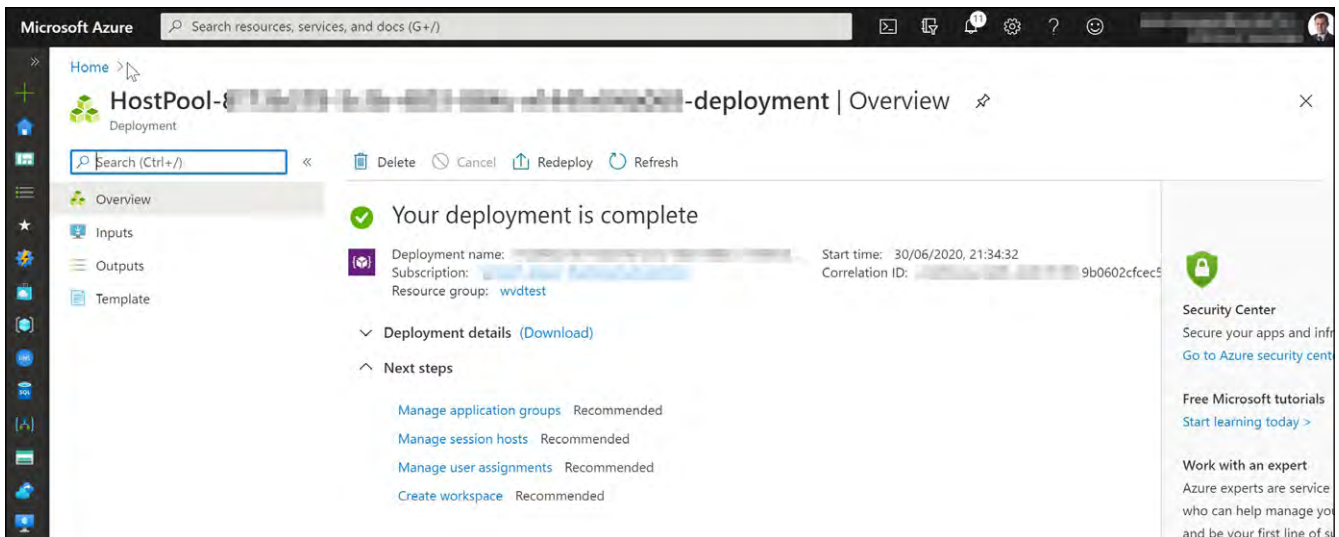 Microsoft Azure
Search resources, services, and docs (G+/)
11
Home >
HostPool- -deployment | Overview
Deployment
Search (Ctrl+/)
«
Delete Cancel Redeploy Refresh
Overview
Inputs
Outputs
Template
Your deployment is complete
Deployment name:
Subscription:
Resource group: wvdtest
Start time: 30/06/2020, 21:34:32
Correlation ID: 9b0602cfcec5
Deployment details (Download)
Next steps
Manage application groups Recommended
Manage session hosts Recommended
Manage user assignments Recommended
Create workspace Recommended
Security Center
Secure your apps and infr
Go to Azure security cent
Free Microsoft tutorials
Start learning today >
Work with an expert
Azure experts are service
who can help manage you
and be your first line of su